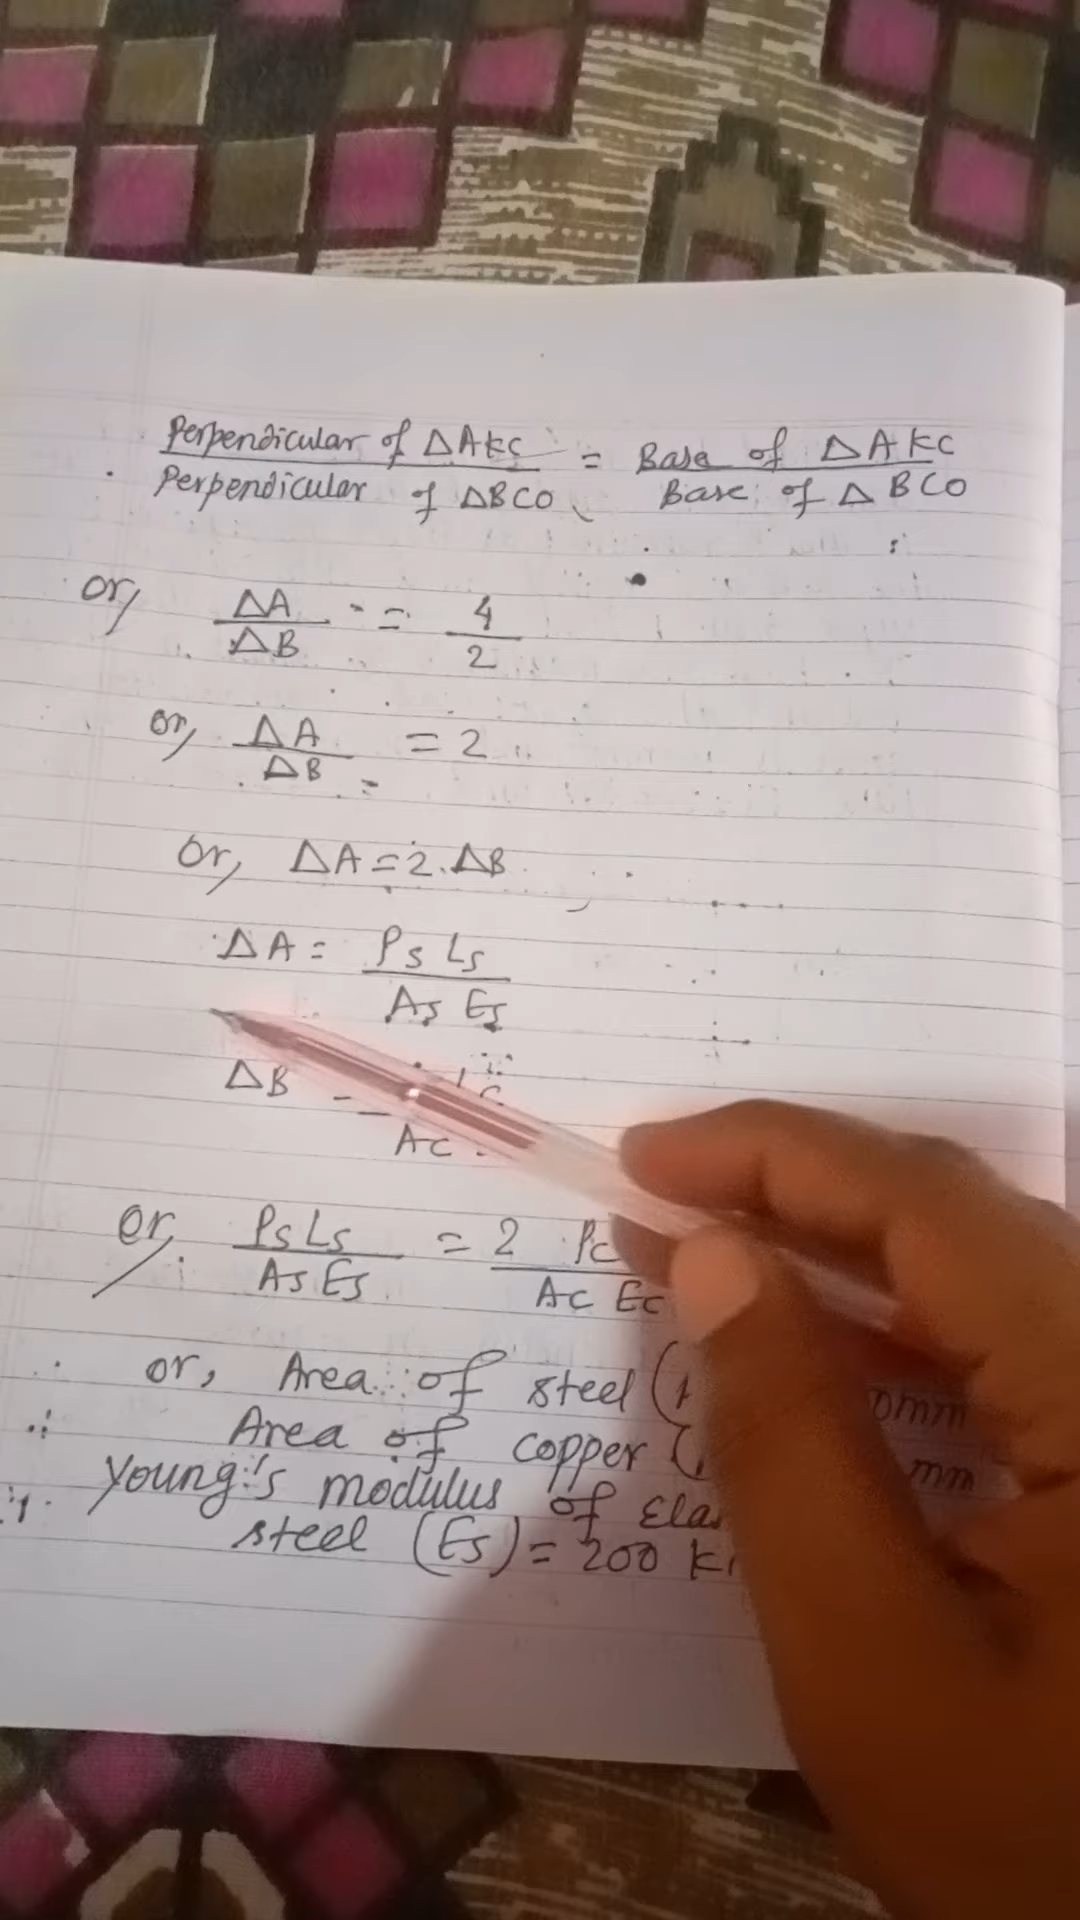 Perpendicular of ΔAKC = Base of ΔAKC
Perpendicular of ΔBCO Base of ΔBCO
or, ΔA = 4
ΔB 2
or, ΔA = 2
ΔB
or, ΔA = 2.ΔB
ΔA = Ps Ls
As Es
ΔB =
Ac
or, Ps Ls = 2 Pc
As Es Ac Ec
or, Area of steel (
Area of copper ( mm
Young's modulus of
steel (Es) = 200